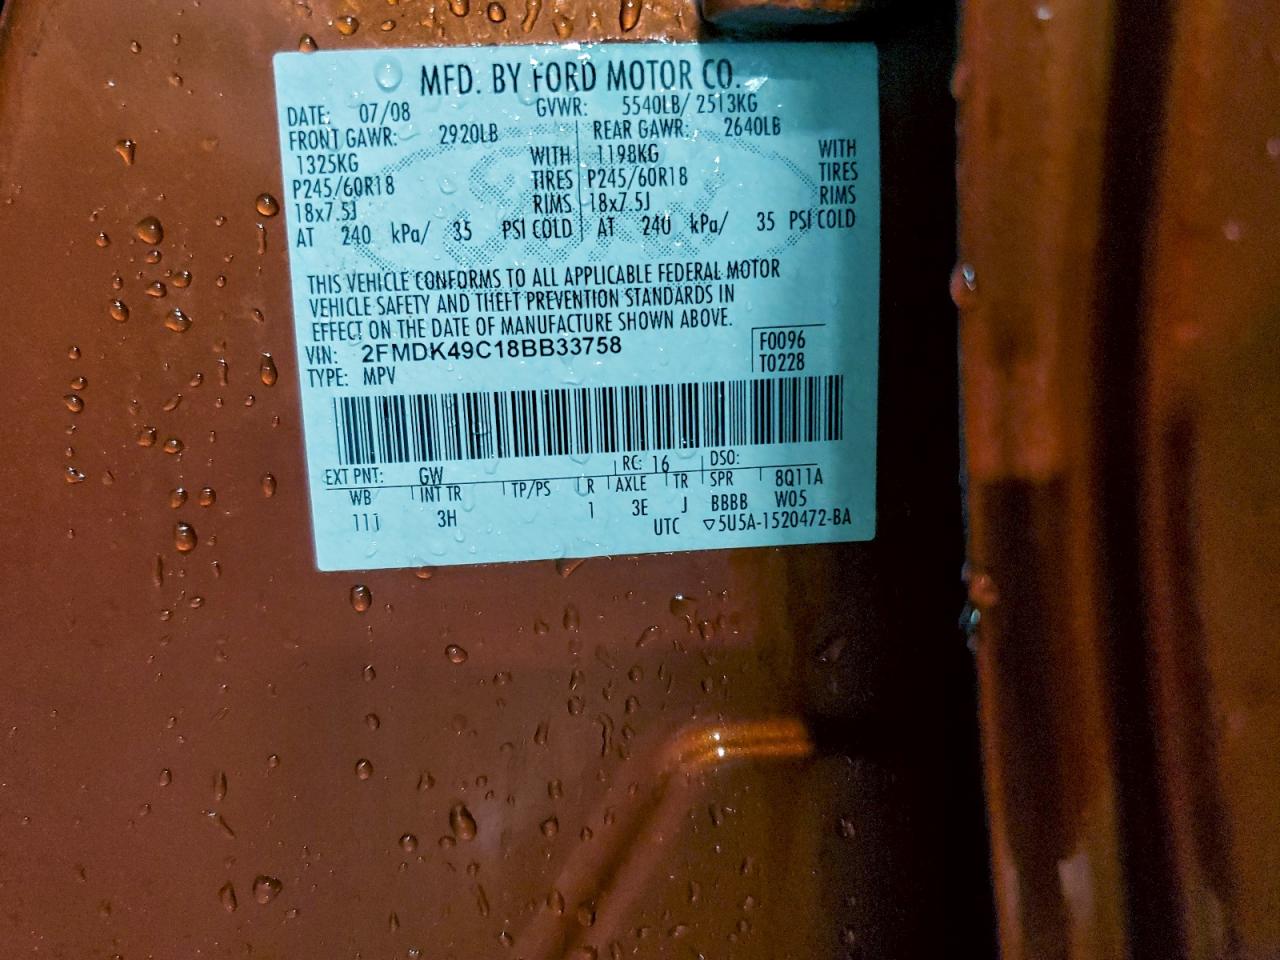 MFD. BY FORD MOTOR CO.
DATE: 07/08 GVWR: 5540LB/ 2513KG
FRONT GAWR: 2920LB REAR GAWR: 2640LB
1325KG WITH 1198KG WITH
P245/60R18 TIRES P245/60R18 TIRES
18x7.5J RIMS 18x7.5J RIMS
AT 240 kPa/ 35 PSI COLD AT 240 kPa/ 35 PSI COLD
THIS VEHICLE CONFORMS TO ALL APPLICABLE FEDERAL MOTOR
VEHICLE SAFETY AND THEFT PREVENTION STANDARDS IN
EFFECT ON THE DATE OF MANUFACTURE SHOWN ABOVE.
VIN: 2FMDK49C18BB33758 F0096
TYPE: MPV T0228
EXT PNT: GW RC: 16 DSO:
WB INT TR TP/PS R AXLE TR SPR 8Q11A
111 3H 1 3E J BBBB W05
UTC ▽5U5A-1520472-BA